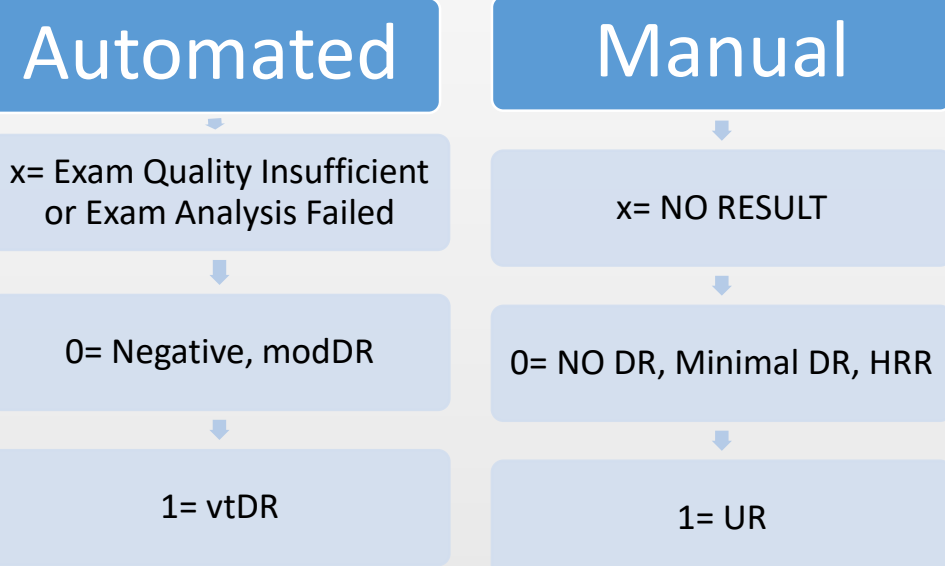 Automated
x= Exam Quality Insufficient
or Exam Analysis Failed
0= Negative, modDR
1= vtDR
Manual
x= NO RESULT
0= NO DR, Minimal DR, HRR
1= UR